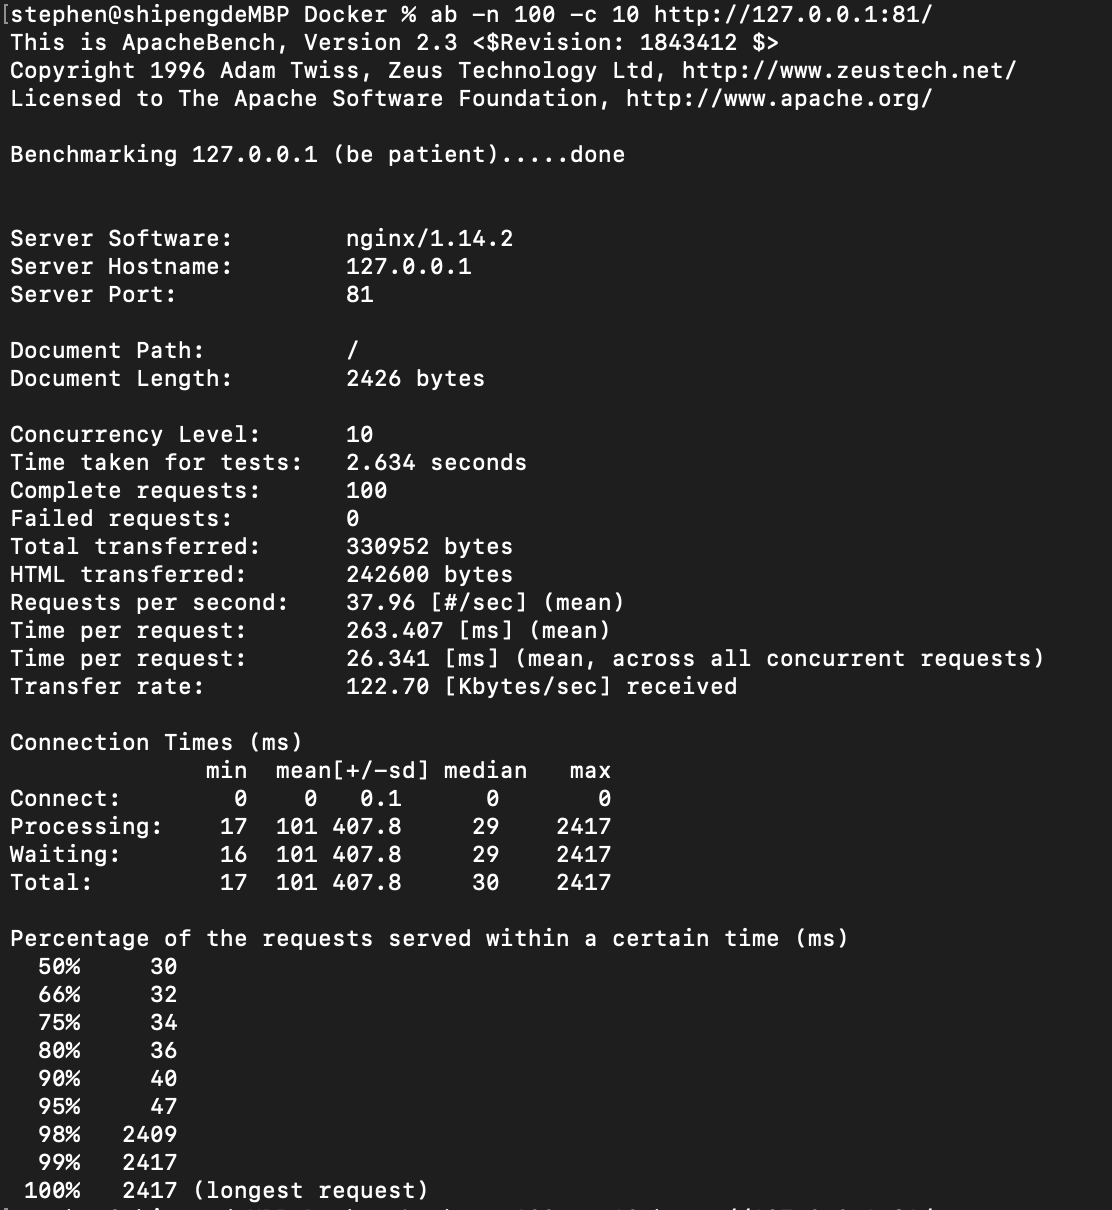 [stephen@shipengdeMBP Docker % ab -n 100 -c 10 http://127.0.0.1:81/
This is ApacheBench, Version 2.3 <$Revision: 1843412 $>
Copyright 1996 Adam Twiss, Zeus Technology Ltd, http://www.zeustech.net/
Licensed to The Apache Software Foundation, http://www.apache.org/

Benchmarking 127.0.0.1 (be patient).....done


Server Software:        nginx/1.14.2
Server Hostname:        127.0.0.1
Server Port:            81

Document Path:          /
Document Length:        2426 bytes

Concurrency Level:      10
Time taken for tests:   2.634 seconds
Complete requests:      100
Failed requests:        0
Total transferred:      330952 bytes
HTML transferred:       242600 bytes
Requests per second:    37.96 [#/sec] (mean)
Time per request:       263.407 [ms] (mean)
Time per request:       26.341 [ms] (mean, across all concurrent requests)
Transfer rate:          122.70 [Kbytes/sec] received

Connection Times (ms)
              min  mean[+/-sd] median   max
Connect:        0    0   0.1      0       0
Processing:    17  101 407.8     29    2417
Waiting:       16  101 407.8     29    2417
Total:         17  101 407.8     30    2417

Percentage of the requests served within a certain time (ms)
  50%     30
  66%     32
  75%     34
  80%     36
  90%     40
  95%     47
  98%   2409
  99%   2417
 100%   2417 (longest request)